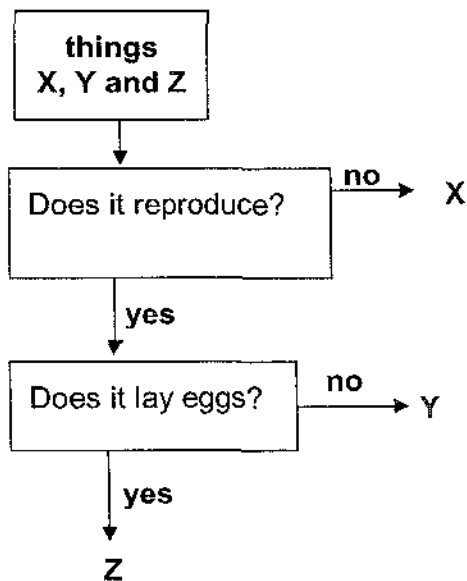 things
X, Y and Z
Does it reproduce?
no
X
yes
Does it lay eggs?
no
Y
yes
Z